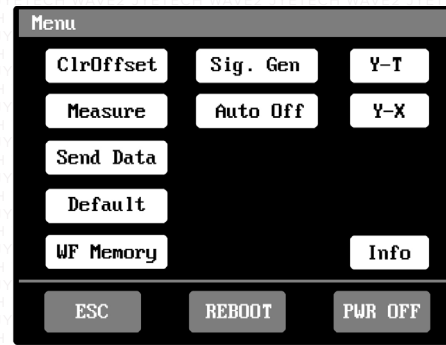 Menu
ClrOffset Sig. Gen Y-T
Measure Auto Off Y-X
Send Data
Default
WF Memory Info
ESC REBOOT PWR OFF